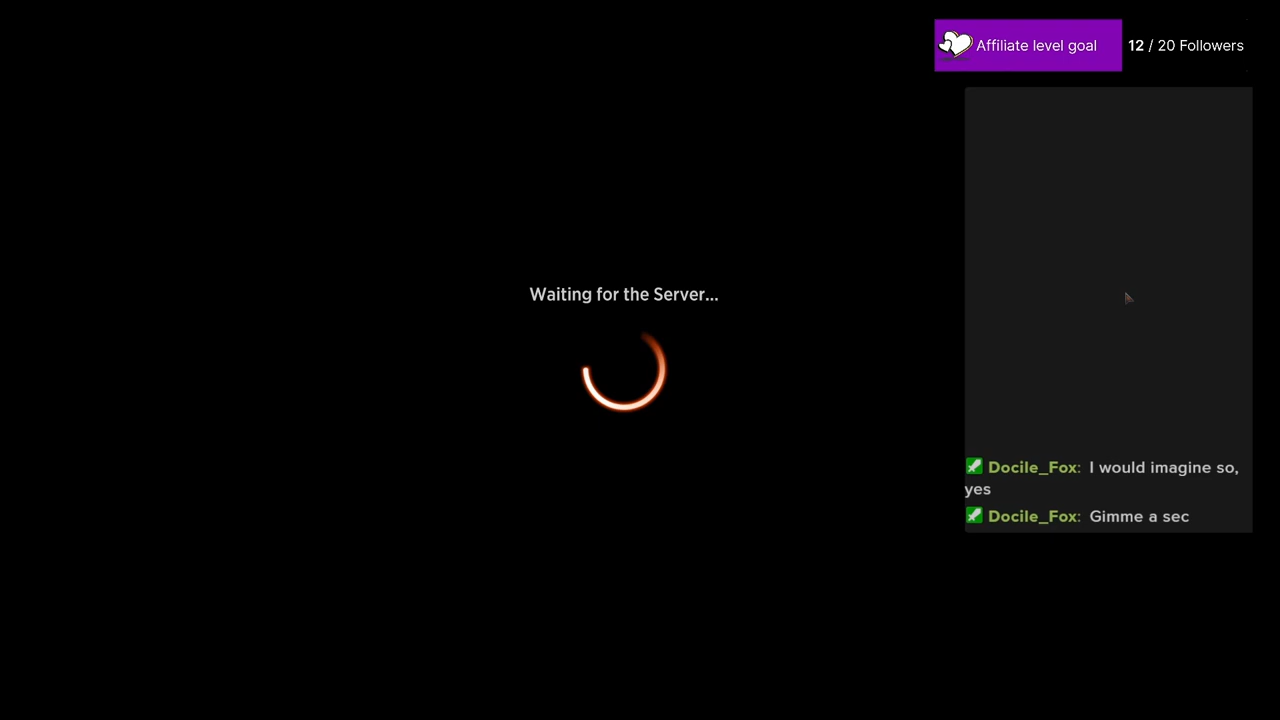 Affiliate level goal 12 / 20 Followers
Waiting for the Server...
Docile_Fox: I would imagine so,
yes
Docile_Fox: Gimme a sec